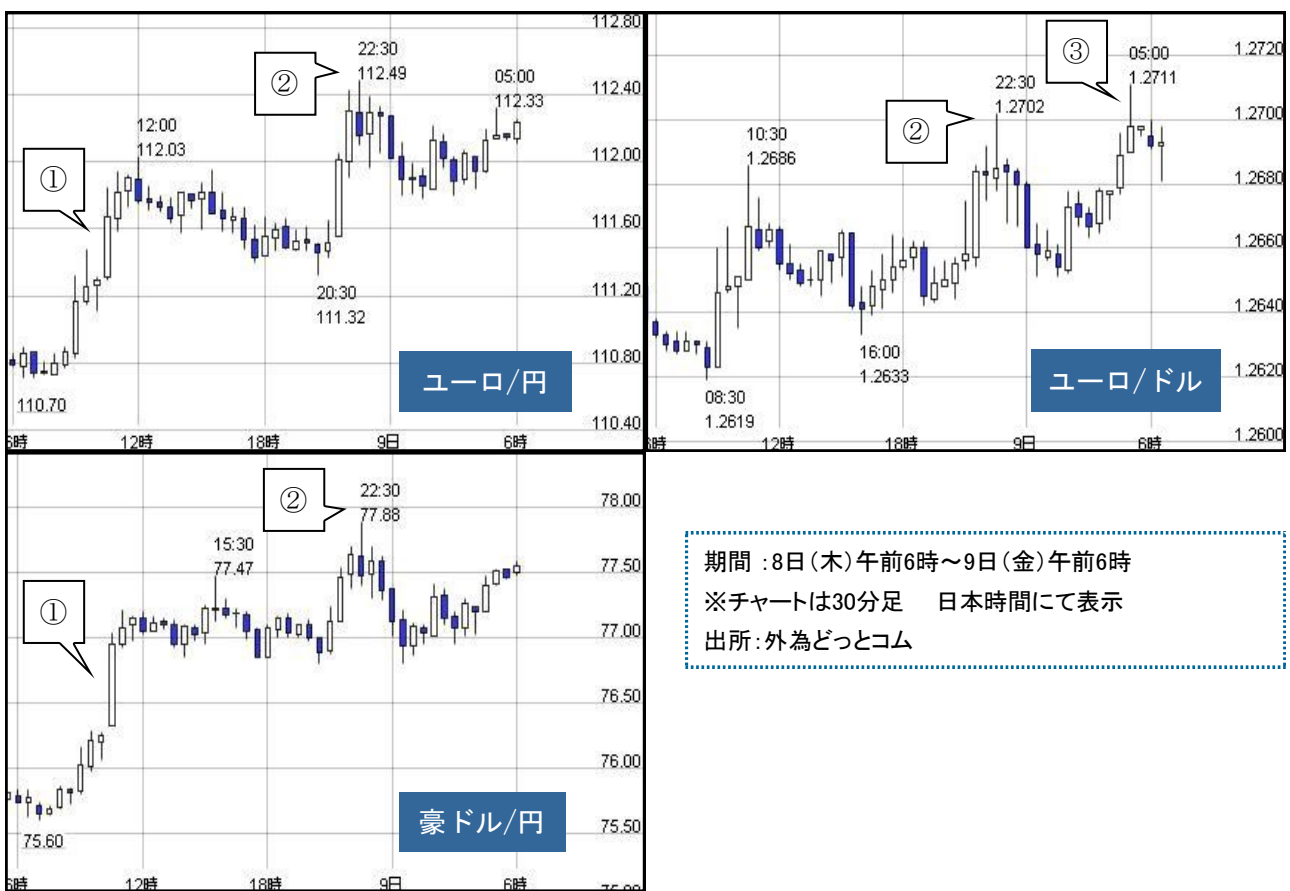 112.80
22:30
②
112.49
05:00
112.33
112.40
12:00
112.03
112.00
①
111.60
20:30
111.32
111.20
110.80
ユーロ/円
110.70
110.40
6時
12時
18時
9日
6時
③
1.2720
05:00
1.2711
22:30
1.2702
②
1.2700
10:30
1.2686
1.2680
1.2660
1.2640
16:00
1.2633
1.2620
ユーロ/ドル
08:30
1.2619
1.2600
6時
12時
18時
9日
6時
22:30
②
77.88
78.00
15:30
77.47
77.50
①
77.00
76.50
76.00
豪ドル/円
75.50
75.60
6時
12時
18時
9日
6時
期間 :8日(木)午前6時～9日(金)午前6時
※チャートは30分足 日本時間にて表示
出所:外為どっとコム